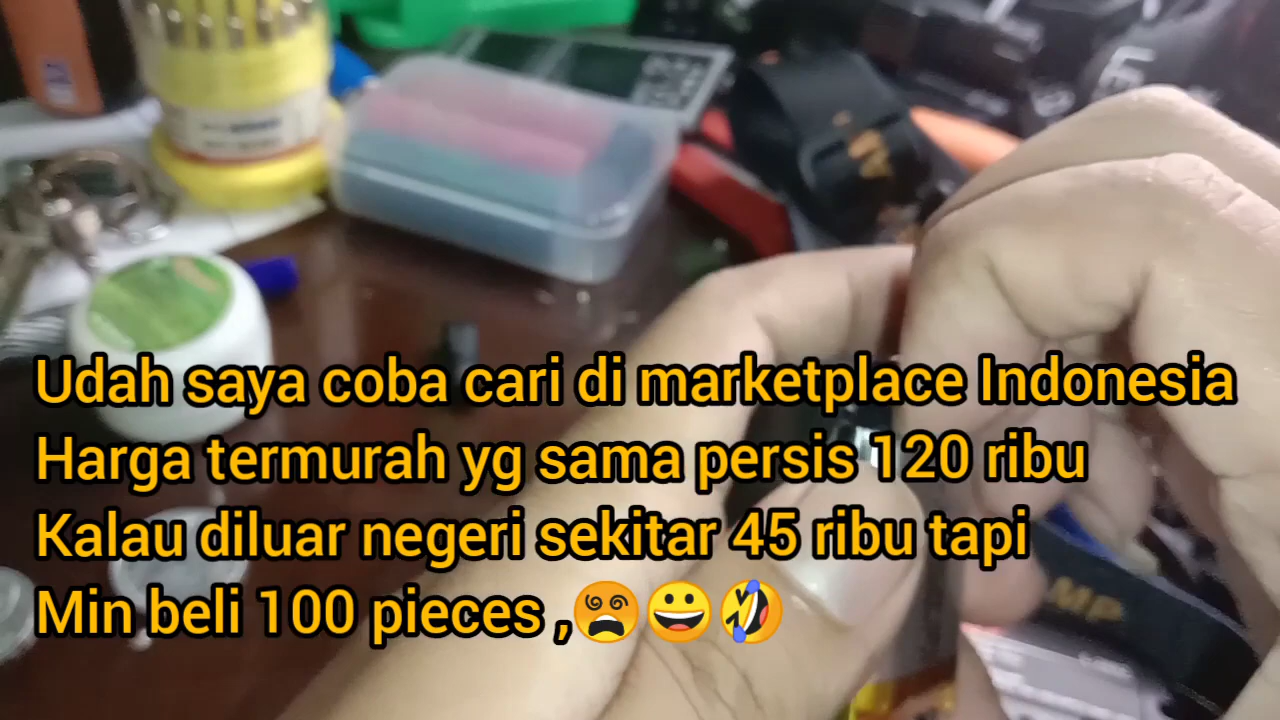 Udah saya coba cari di marketplace Indonesia
Harga termurah yg sama persis 120 ribu
Kalau diluar negeri sekitar 45 ribu tapi
Min beli 100 pieces ,😵😀🤣
MP